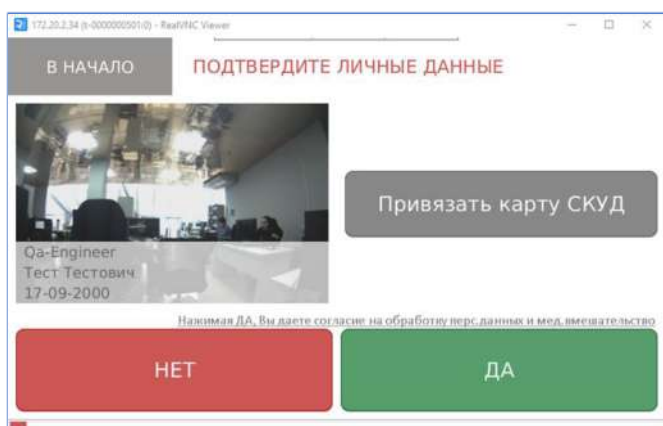 172.20.2.34 (t-0000000501(0) - RealVNC Viewer
В НАЧАЛО
ПОДТВЕРДИТЕ ЛИЧНЫЕ ДАННЫЕ
Привязать карту СКУД
Qa-Engineer
Тест Тестович
17-09-2000
Нажимая ДА, Вы даете согласие на обработку перс.данных и мед.вмешательство
НЕТ
ДА